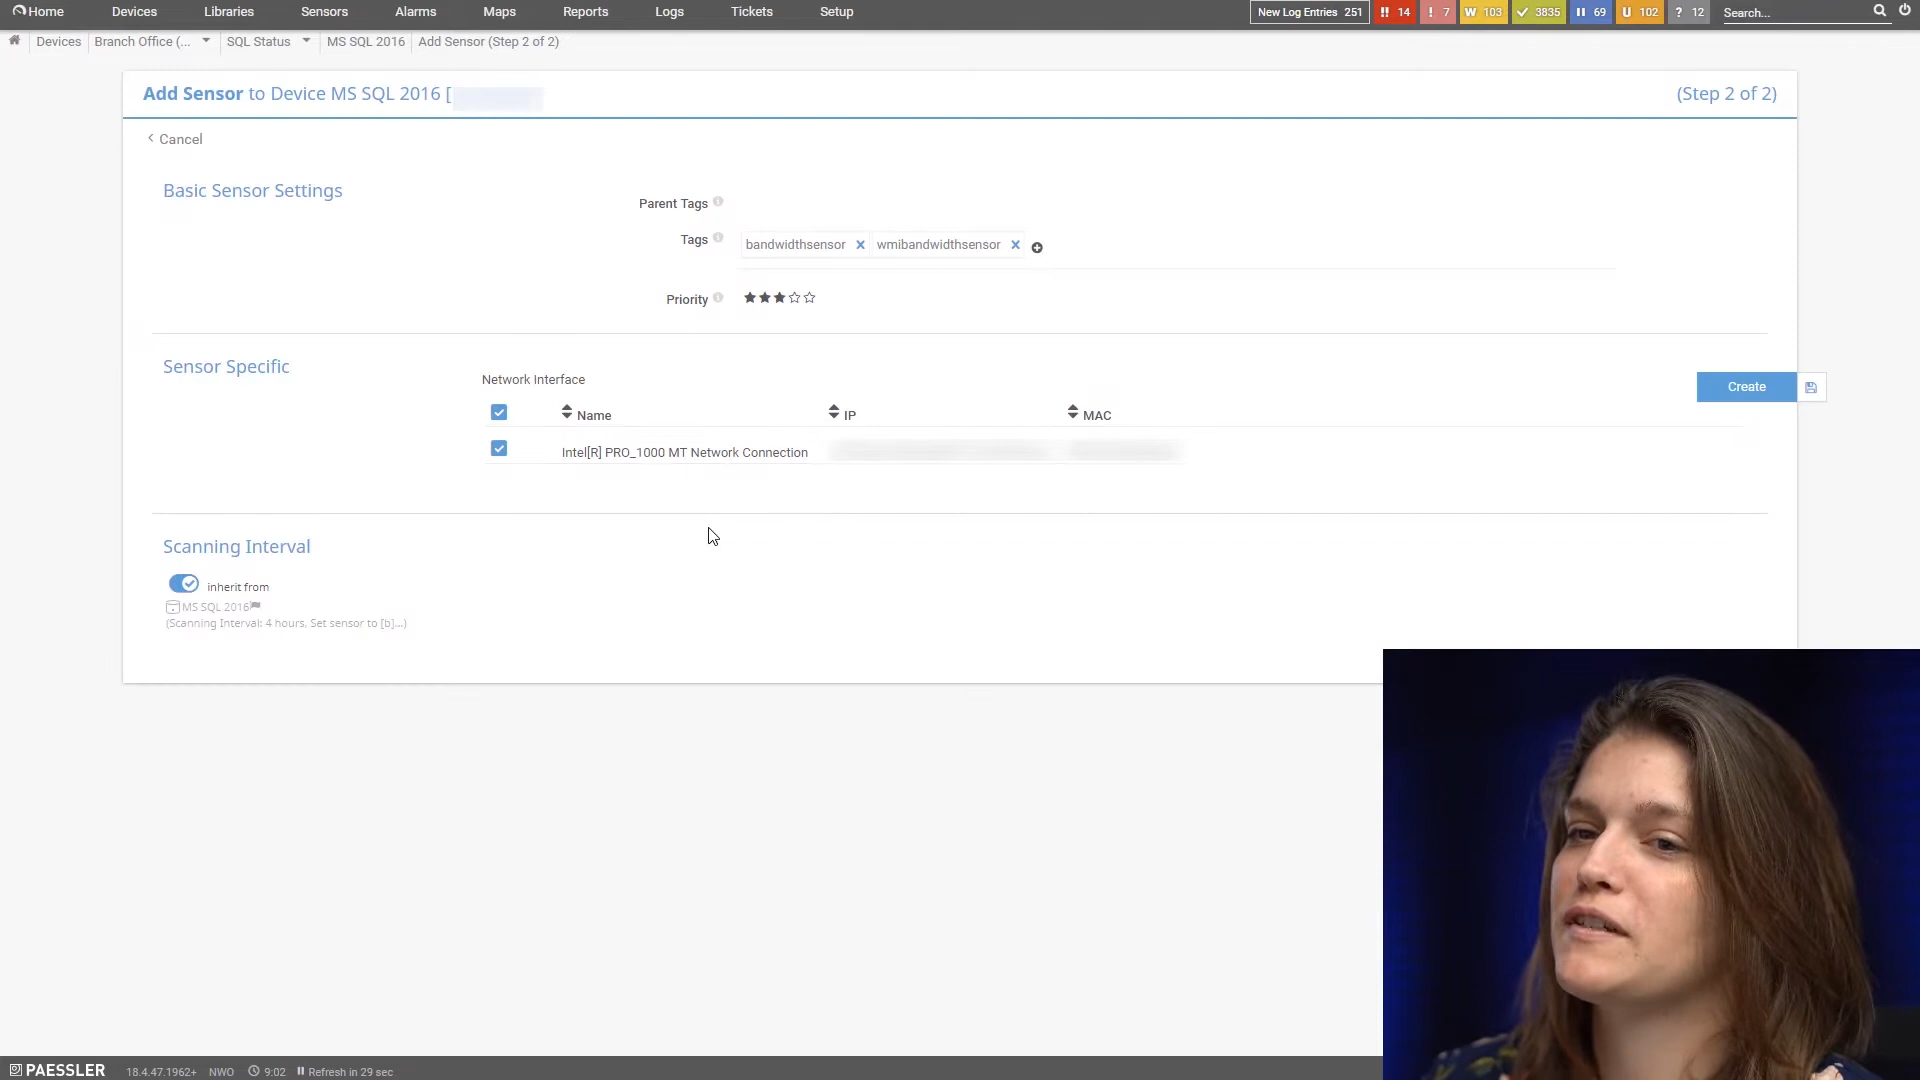 Home Devices Libraries Sensors Alarms Maps Reports Logs Tickets Setup New Log Entries 251 !! 14 ! 7 W 103 3835 69 U 102 ? 12 Search...
Devices Branch Office (... SQL Status MS SQL 2016 Add Sensor (Step 2 of 2)
Add Sensor to Device MS SQL 2016 [ (Step 2 of 2)
< Cancel
Basic Sensor Settings
Parent Tags
Tags bandwidthsensor x wmibandwidthsensor x
Priority
Sensor Specific
Network Interface
Create
Name IP MAC
Intel[R] PRO_1000 MT Network Connection
Scanning Interval
inherit from
MS SQL 2016
(Scanning Interval: 4 hours, Set sensor to [b]...)
PAESSLER 18.4.47.1962+ NWO 9:02 Refresh in 29 sec